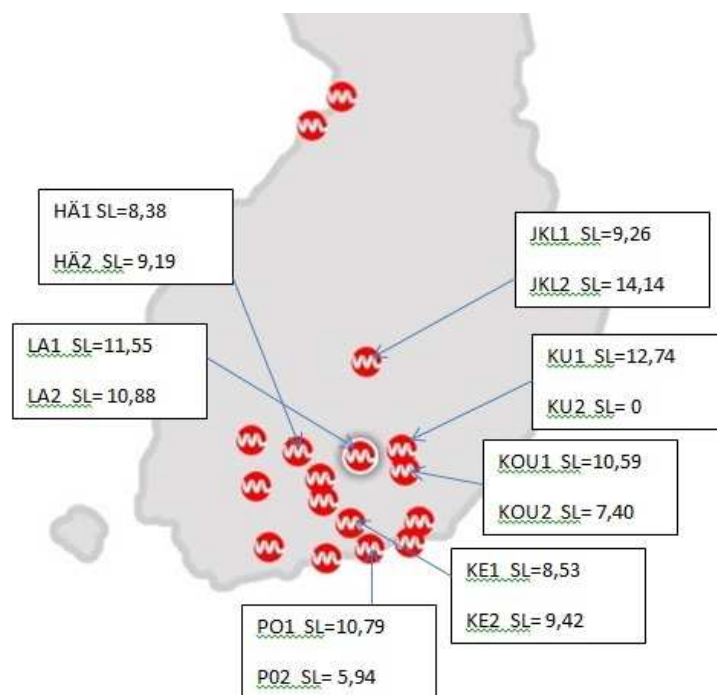 HÄ1 SL=8,38
HÄ2 SL= 9,19
JKL1 SL=9,26
JKL2 SL= 14,14
LA1 SL=11,55
LA2 SL= 10,88
KU1 SL=12,74
KU2 SL= 0
KOU1 SL=10,59
KOU2 SL= 7,40
KE1 SL=8,53
KE2 SL= 9,42
PO1 SL=10,79
P02 SL= 5,94